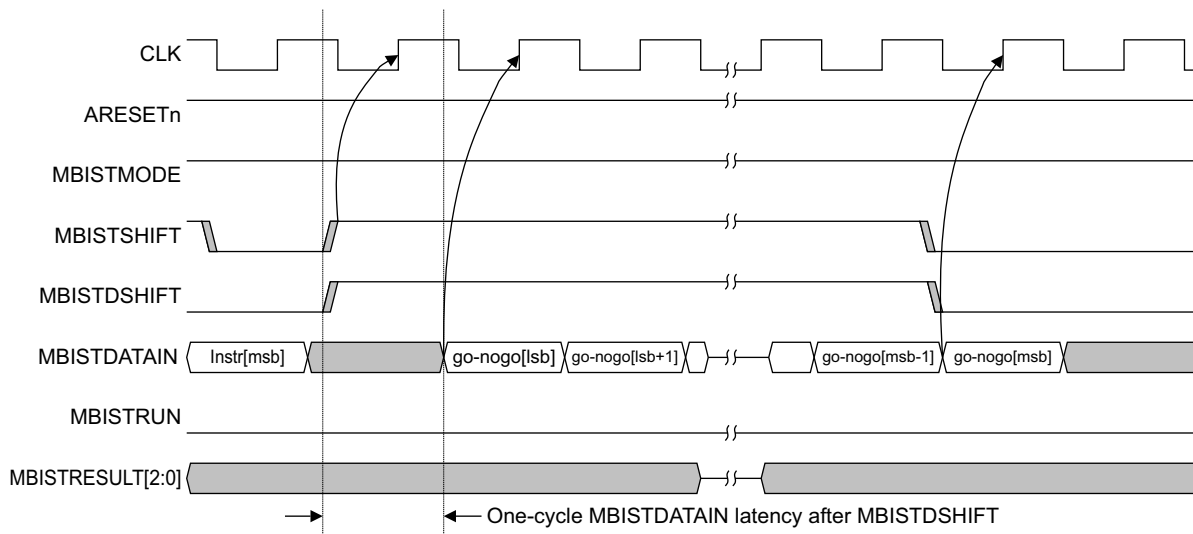 CLK
ARESETn
MBISTMODE
MBISTSHIFT
MBISTDSHIFT
MBISTDATAIN Instr[msb] go-nogo[lsb] go-nogo[lsb+1] go-nogo[msb-1] go-nogo[msb]
MBISTRUN
MBISTRESULT[2:0]
One-cycle MBISTDATAIN latency after MBISTDSHIFT